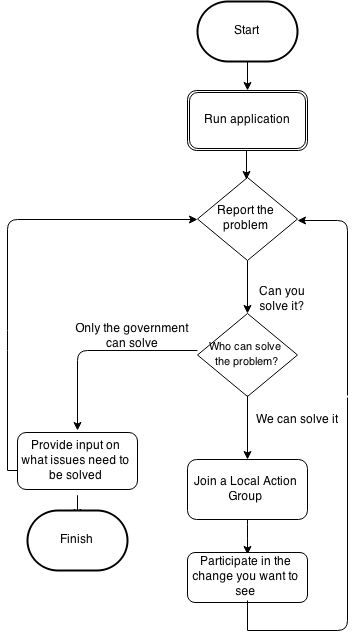 Start
Run application
Report the
problem
Can you
solve it?
Only the government
can solve
Who can solve
the problem?
We can solve it
Provide input on
what issues need to
be solved
Join a Local Action
Group
Finish
Participate in the
change you want to
see